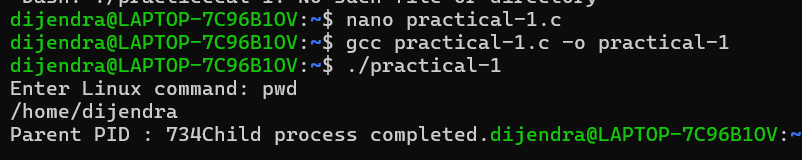 -bash: ./practiccal-1: No such file or directory
dijendra@LAPTOP-7C96B1OV:~$ nano practical-1.c
dijendra@LAPTOP-7C96B1OV:~$ gcc practical-1.c -o practical-1
dijendra@LAPTOP-7C96B1OV:~$ ./practical-1
Enter Linux command: pwd
/home/dijendra
Parent PID : 734Child process completed.dijendra@LAPTOP-7C96B1OV:~